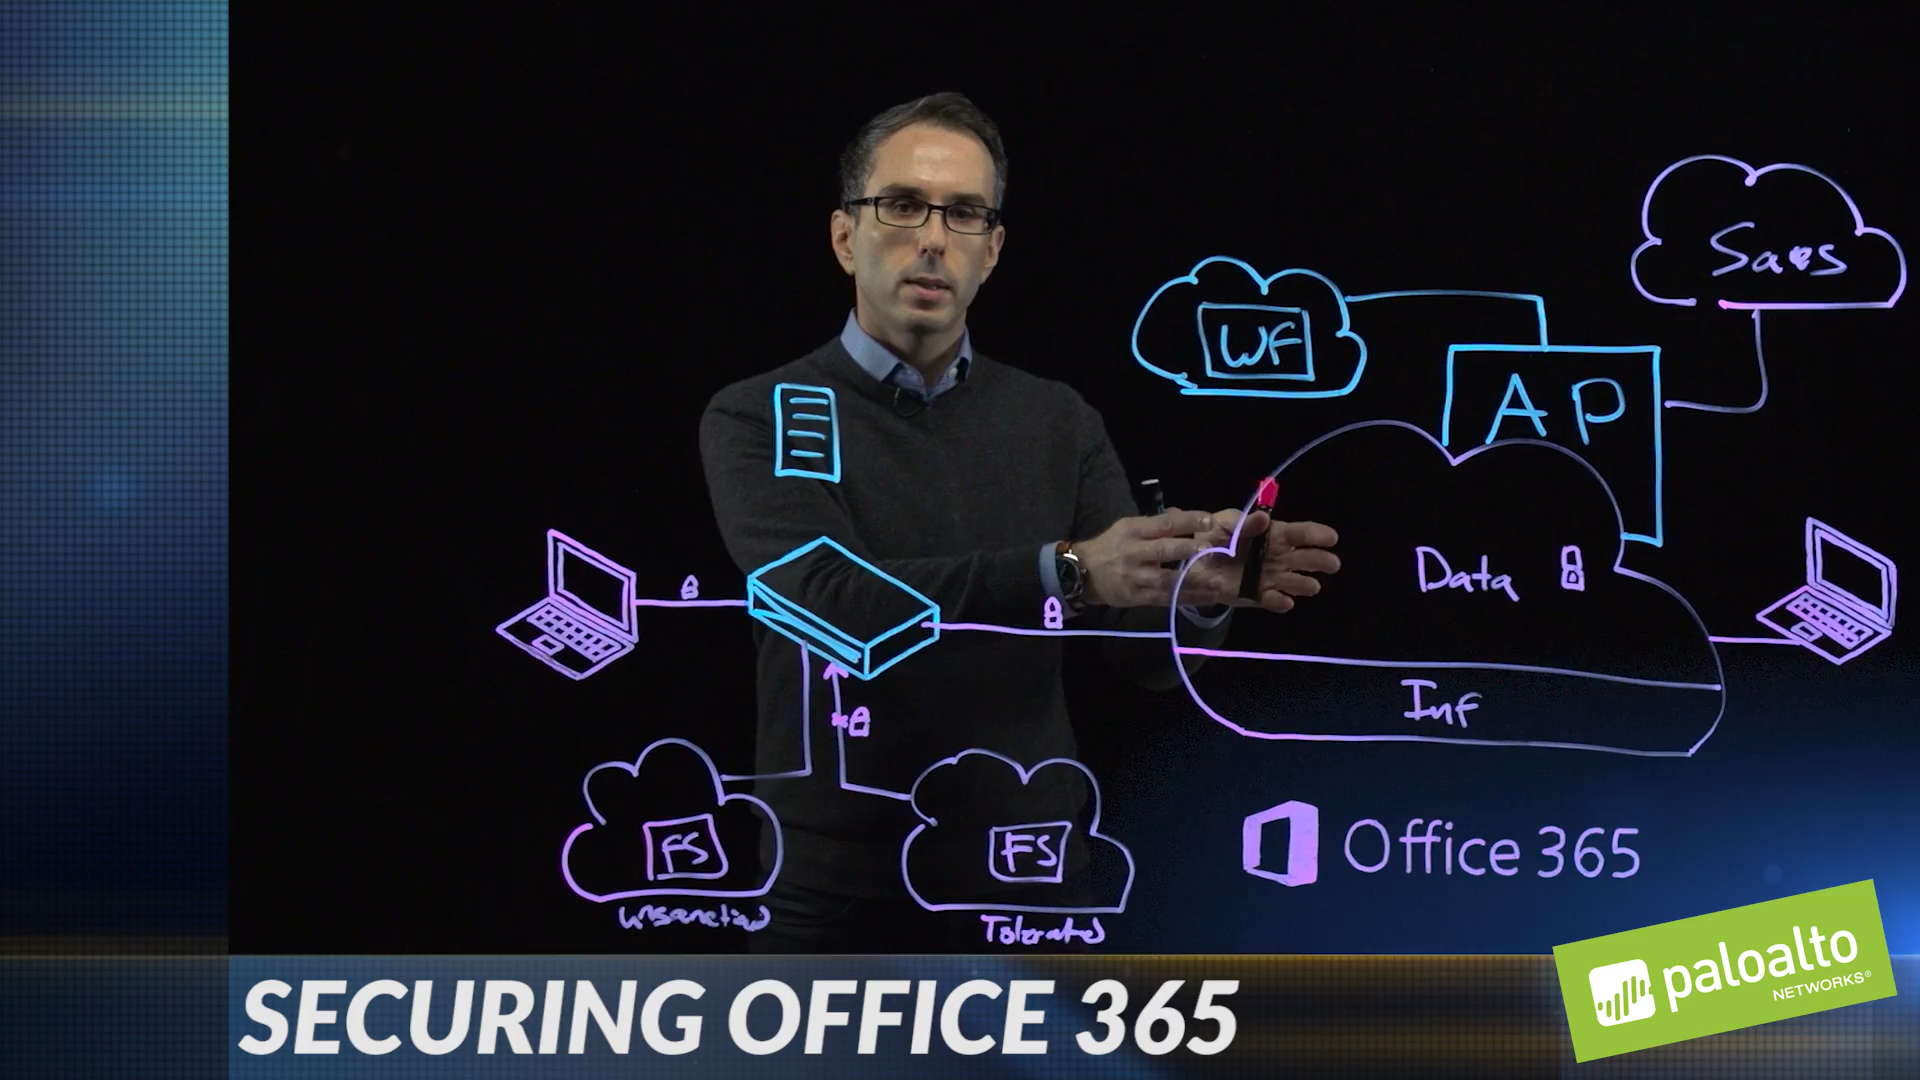 SaaS
WF
AP
Data
Inf
FS
FS
Unsanctioned
Tolerated
Office 365
SECURING OFFICE 365
paloalto
NETWORKS®